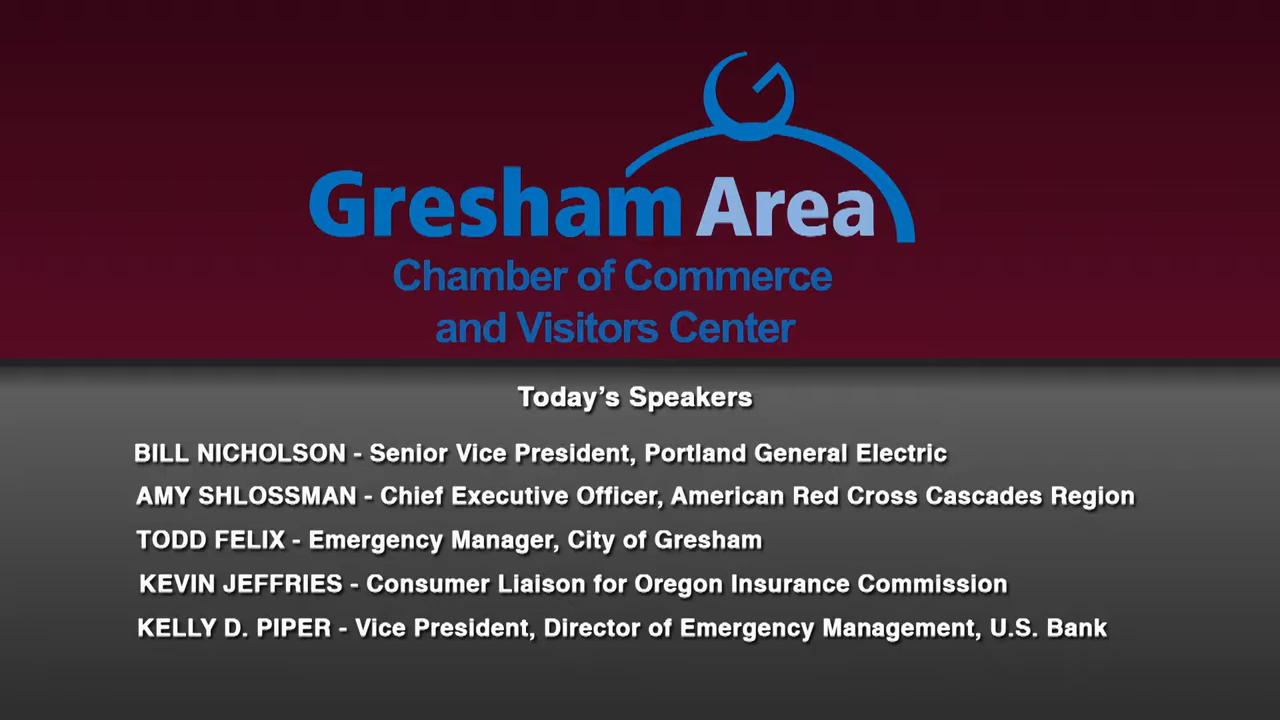 Gresham Area
Chamber of Commerce
and Visitors Center
Today's Speakers
BILL NICHOLSON - Senior Vice President, Portland General Electric
AMY SHLOSSMAN - Chief Executive Officer, American Red Cross Cascades Region
TODD FELIX - Emergency Manager, City of Gresham
KEVIN JEFFRIES - Consumer Liaison for Oregon Insurance Commission
KELLY D. PIPER - Vice President, Director of Emergency Management, U.S. Bank